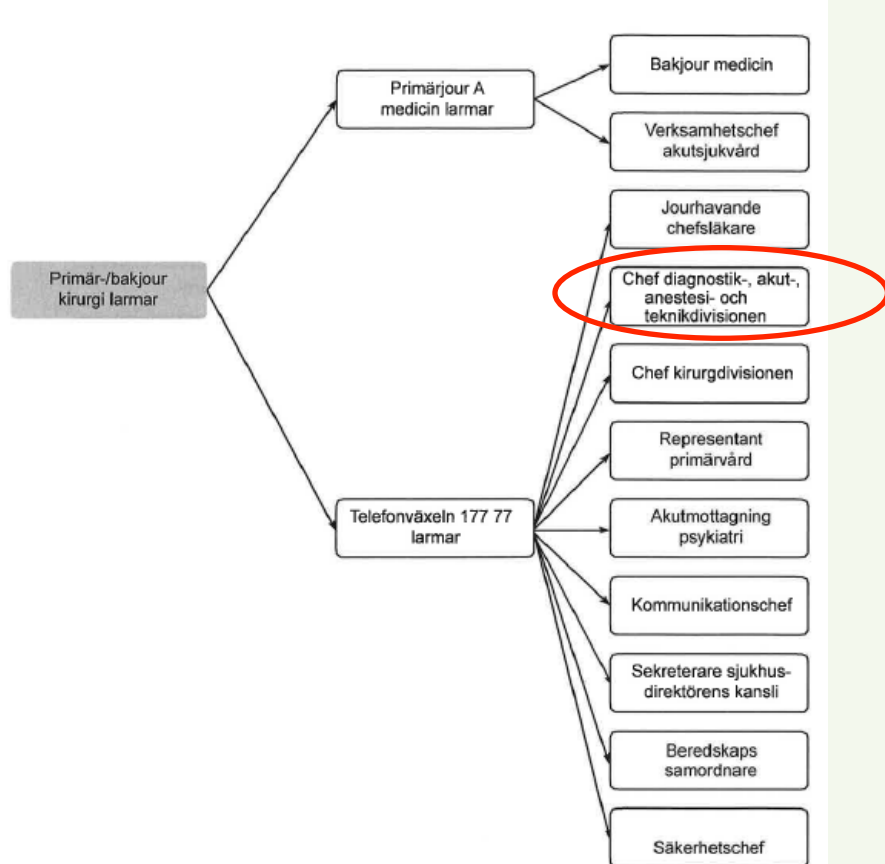 Bakjour medicin
Primärjour A
medicin larmar
Verksamhetschef
akutsjukvård
Jourhavande
chefsläkare
Primär-/bakjour
kirurgi larmar
Chef diagnostik-, akut-,
anestesi- och
teknikdivisionen
Chef kirurgdivisionen
Representant
primärvård
Telefonväxeln 177 77
larmar
Akutmottagning
psykiatri
Kommunikationschef
Sekreterare sjukhus-
direktörens kansli
Beredskaps
samordnare
Säkerhetschef